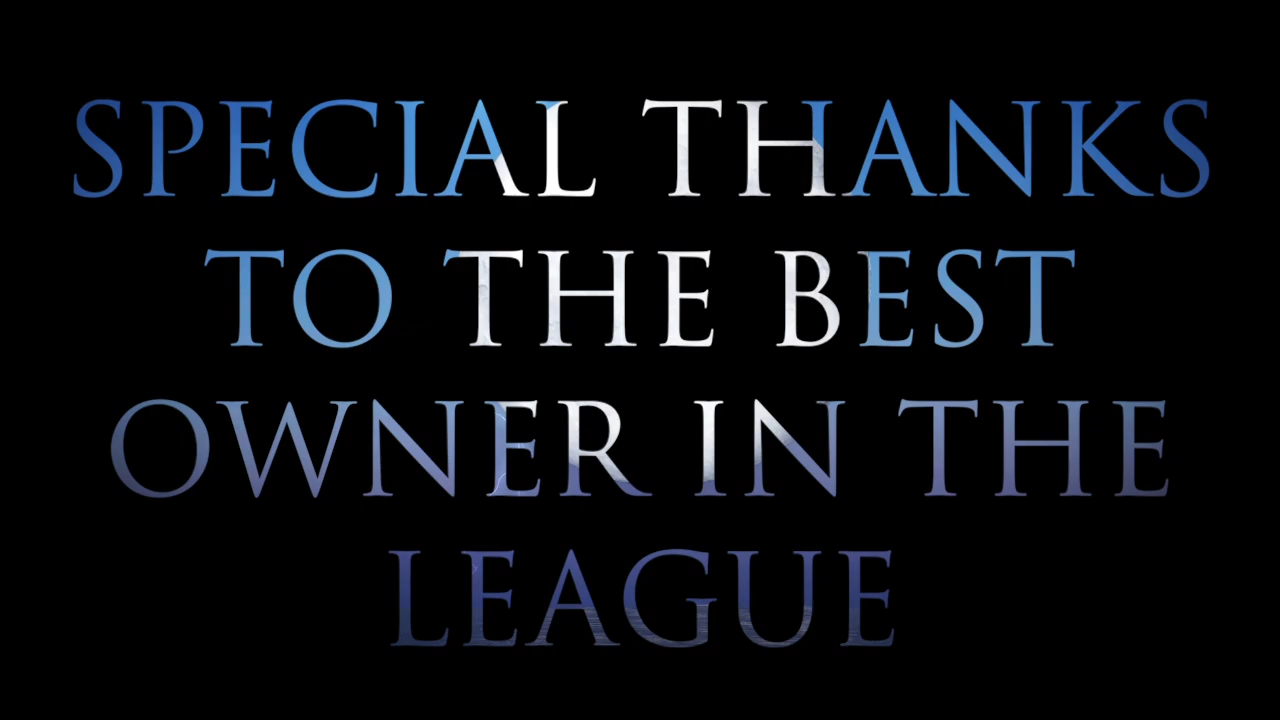 SPECIAL THANKS
TO THE BEST
OWNER IN THE
LEAGUE